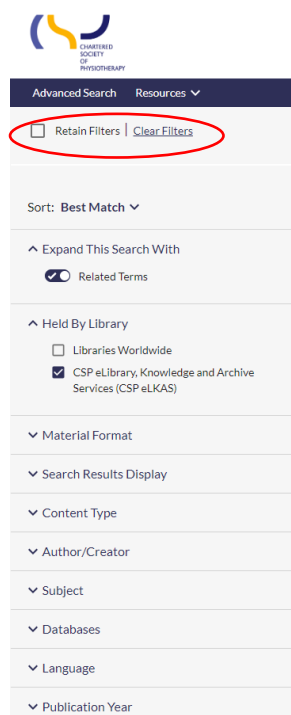 CHARTERED
SOCIETY
OF
PHYSIOTHERAPY
Advanced Search Resources
Retain Filters | Clear Filters
Sort: Best Match
Expand This Search With
Related Terms
Held By Library
Libraries Worldwide
CSP eLibrary, Knowledge and Archive
Services (CSP eLKAS)
Material Format
Search Results Display
Content Type
Author/Creator
Subject
Databases
Language
Publication Year